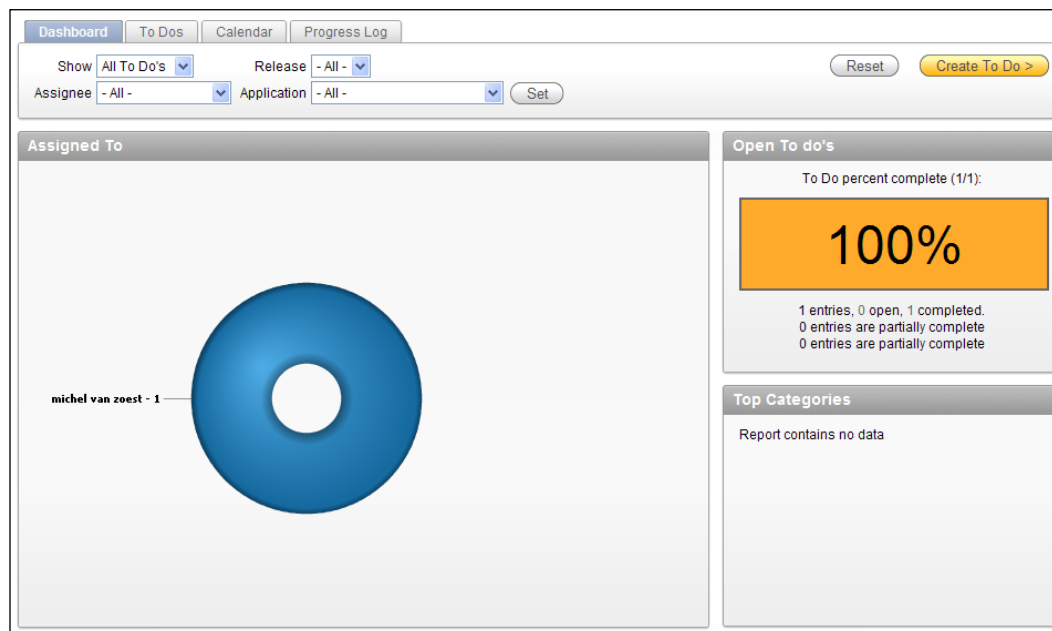 Dashboard To Dos Calendar Progress Log
Show All To Do's Release - All - Reset Create To Do >
Assignee - All - Application - All - Set
Assigned To
michel van zoest - 1
Open To do's
To Do percent complete (1/1):
100%
1 entries, 0 open, 1 completed.
0 entries are partially complete
0 entries are partially complete
Top Categories
Report contains no data